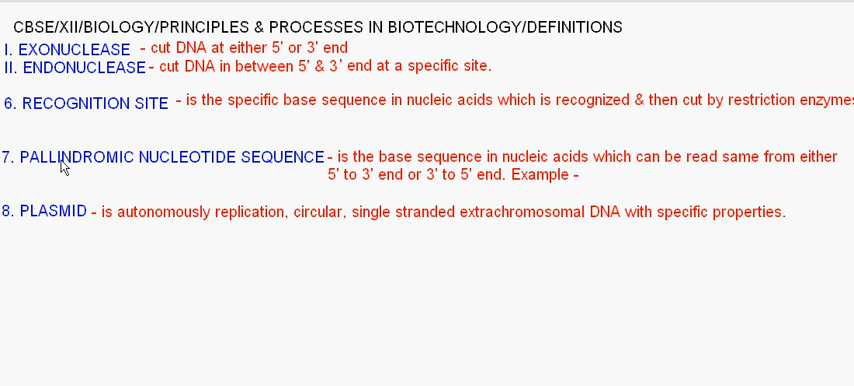 CBSE/XII/BIOLOGY/PRINCIPLES & PROCESSES IN BIOTECHNOLOGY/DEFINITIONS
I. EXONUCLEASE - cut DNA at either 5' or 3' end
II. ENDONUCLEASE - cut DNA in between 5' & 3' end at a specific site.
6. RECOGNITION SITE - is the specific base sequence in nucleic acids which is recognized & then cut by restriction enzymes
7. PALLINDROMIC NUCLEOTIDE SEQUENCE - is the base sequence in nucleic acids which can be read same from either
5' to 3' end or 3' to 5' end. Example -
8. PLASMID - is autonomously replication, circular, single stranded extrachromosomal DNA with specific properties.